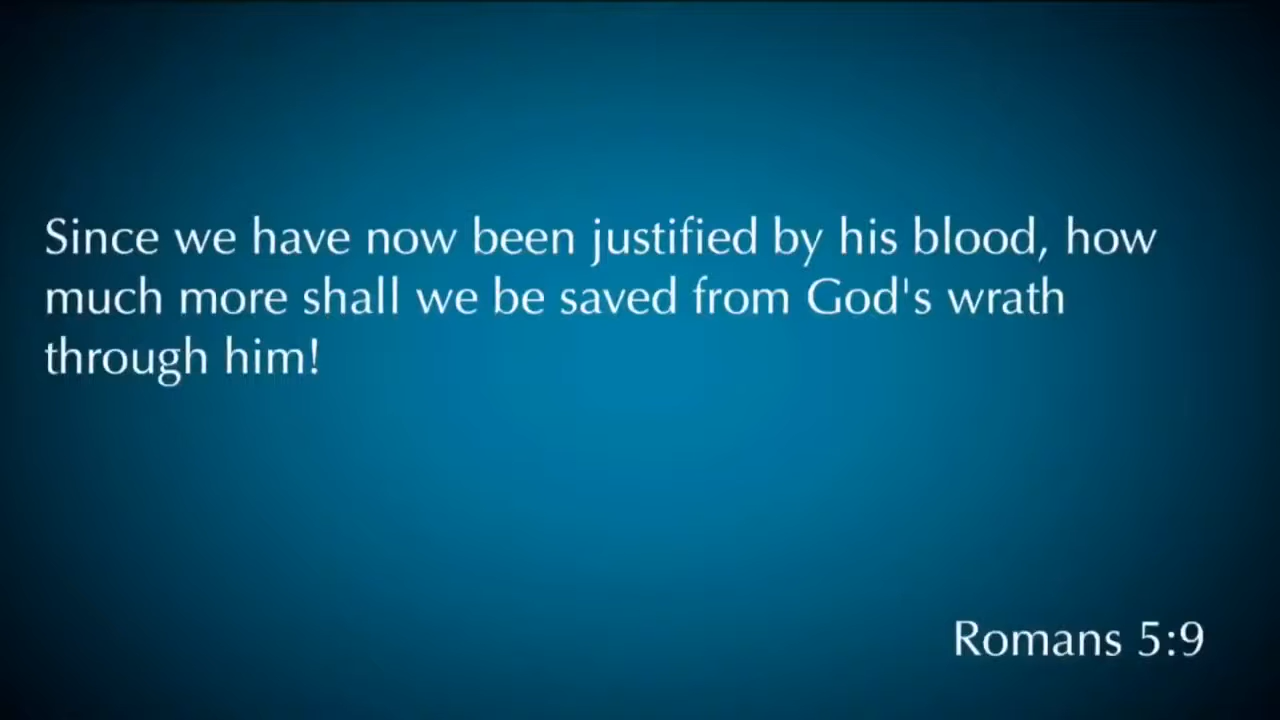 Since we have now been justified by his blood, how
much more shall we be saved from God's wrath
through him!
Romans 5:9